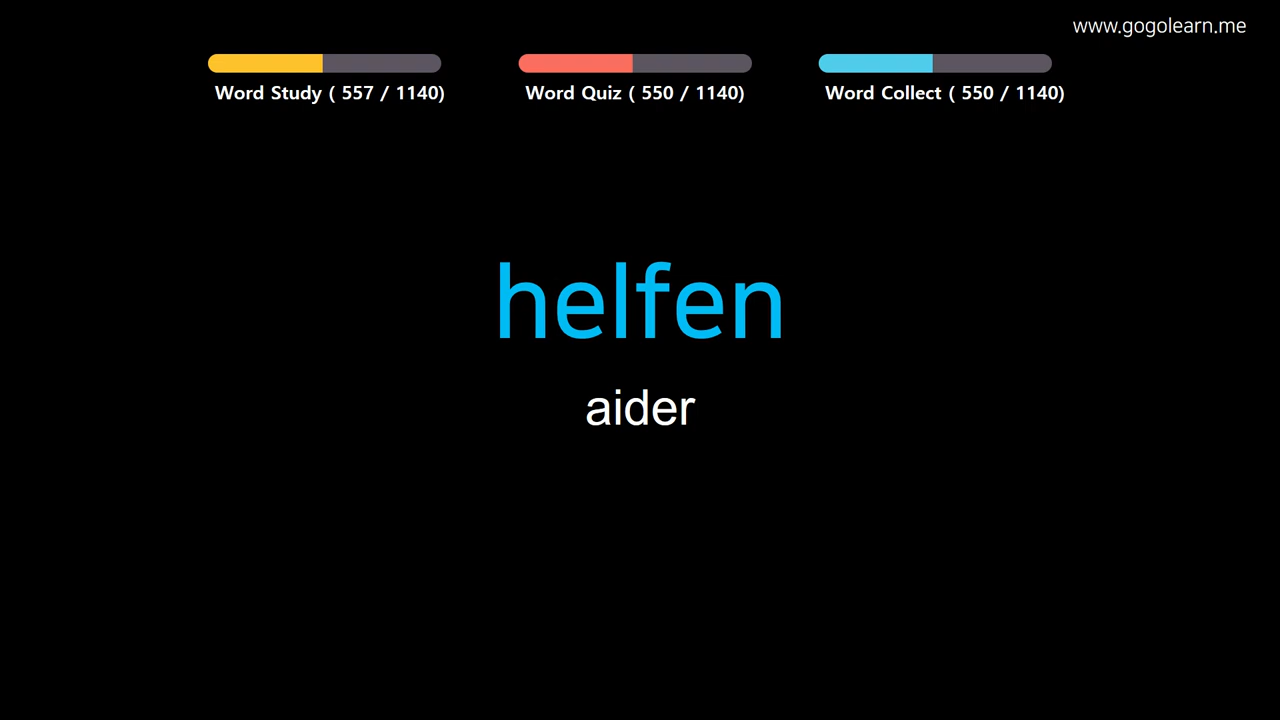 www.gogolearn.me
Word Study ( 557 / 1140)
Word Quiz ( 550 / 1140)
Word Collect ( 550 / 1140)
helfen
aider